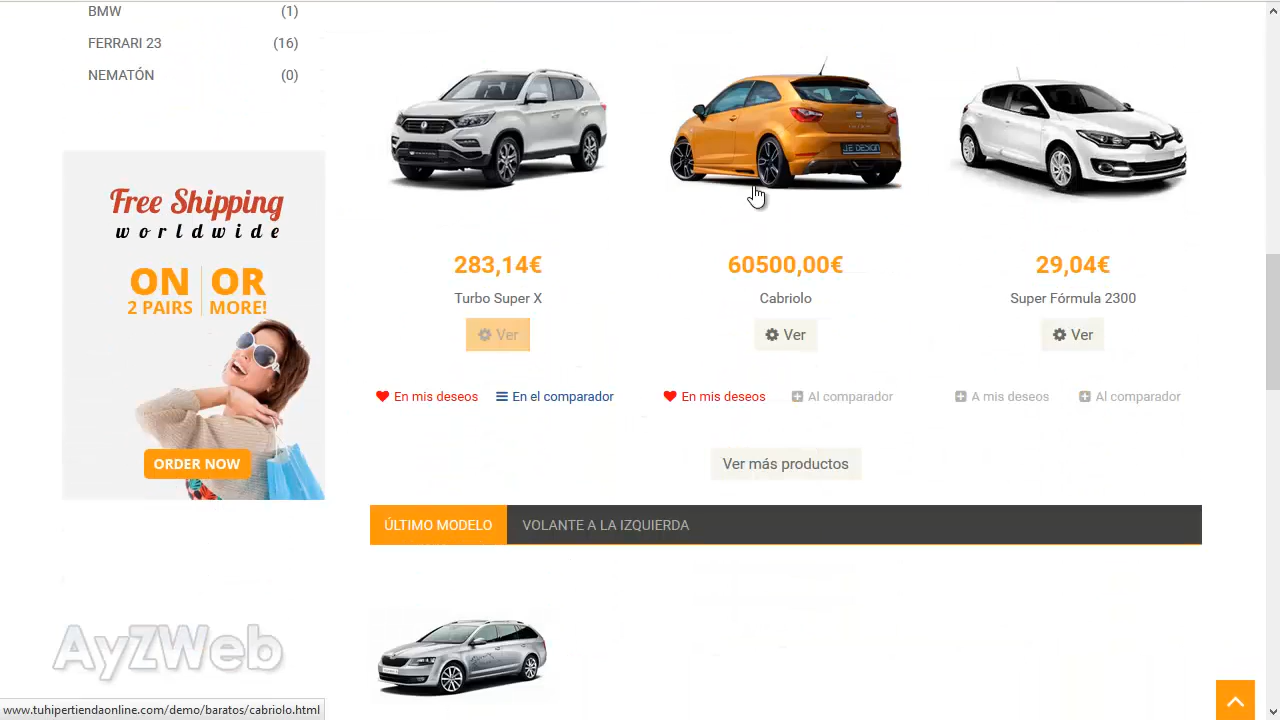 BMW (1)
FERRARI 23 (16)
NEMATÓN (0)
Free Shipping
worldwide
ON OR
2 PAIRS MORE!
ORDER NOW
JE DESIGN
283,14€ 60500,00€ 29,04€
Turbo Super X Cabriolo Super Fórmula 2300
Ver Ver Ver
En mis deseos En el comparador En mis deseos Al comparador A mis deseos Al comparador
Ver más productos
ÚLTIMO MODELO VOLANTE A LA IZQUIERDA
AyZWeb
www.tuhipertiendaonline.com/demo/baratos/cabriolo.html